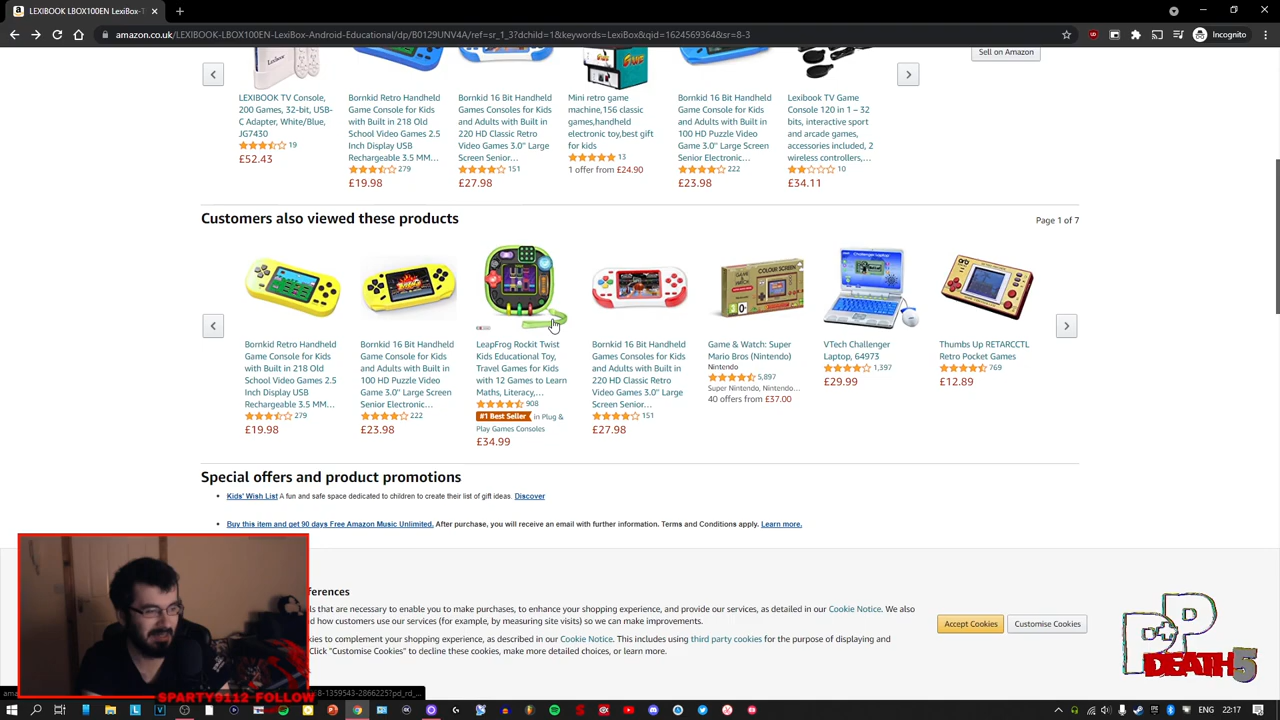 LEXIBOOK LBOX100EN LexiBox-
Incognito
amazon.co.uk/LEXIBOOK-LBOX100EN-LexiBox-Android-Educational/dp/B0129UNV4A/ref=sr_1_3?dchild=1&keywords=LexiBox&qid=1624569364&sr=8-3
Sell on Amazon
LEXIBOOK TV Console,
200 Games, 32-bit, USB-
C Adapter, White/Blue,
JG7430
19
£52.43
Bornkid Retro Handheld
Game Console for Kids
with Built in 218 Old
School Video Games 2.5
Inch Display USB
Rechargeable 3.5 MM…
279
£19.98
Bornkid 16 Bit Handheld
Games Consoles for Kids
and Adults with Built in
220 HD Classic Retro
Video Games 3.0'' Large
Screen Senior…
151
£27.98
Mini retro game
machine,156 classic
games,handheld
electronic toy,best gift
for kids
13
1 offer from £24.90
Bornkid 16 Bit Handheld
Game Console for Kids
and Adults with Built in
100 HD Puzzle Video
Game 3.0'' Large Screen
Senior Electronic…
222
£23.98
Lexibook TV Game
Console 120 in 1 – 32
bits, interactive sport
and arcade games,
accessories included, 2
wireless controllers,…
10
£34.11
Customers also viewed these products
Page 1 of 7
Bornkid Retro Handheld
Game Console for Kids
with Built in 218 Old
School Video Games 2.5
Inch Display USB
Rechargeable 3.5 MM…
279
£19.98
Bornkid 16 Bit Handheld
Game Console for Kids
and Adults with Built in
100 HD Puzzle Video
Game 3.0'' Large Screen
Senior Electronic…
222
£23.98
LeapFrog Rockit Twist
Kids Educational Toy,
Travel Games for Kids
with 12 Games to Learn
Maths, Literacy,…
908
#1 Best Seller in Plug &
Play Games Consoles
£34.99
Bornkid 16 Bit Handheld
Games Consoles for Kids
and Adults with Built in
220 HD Classic Retro
Video Games 3.0'' Large
Screen Senior…
151
£27.98
COLOUR SCREEN
Game & Watch: Super
Mario Bros (Nintendo)
Nintendo
5,897
Super Nintendo, Nintendo…
40 offers from £37.00
VTech Challenger
Laptop, 64973
1,397
£29.99
Thumbs Up RETARCCTL
Retro Pocket Games
769
£12.89
Special offers and product promotions
Kids' Wish List A fun and safe space dedicated to children to create their list of gift ideas. Discover
Buy this item and get 90 days Free Amazon Music Unlimited. After purchase, you will receive an email with further information. Terms and Conditions apply. Learn more.
ferences
ls that are necessary to enable you to make purchases, to enhance your shopping experience, and provide our services, as detailed in our Cookie Notice. We also
d how customers use our services (for example, by measuring site visits) so we can make improvements.
kies to complement your shopping experience, as described in our Cookie Notice. This includes using third party cookies for the purpose of displaying and
Click "Customise Cookies" to decline these cookies, make more detailed choices, or learn more.
Accept Cookies
Customise Cookies
DEATH5
:8-1359543-2866225?pd_rd_…
SPARTY9112 FOLLOW
ENG
22:17